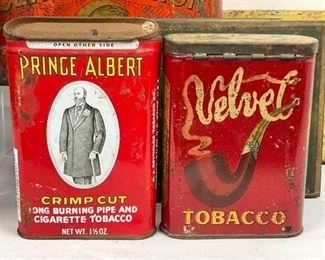 OPEN OTHER SIDE
PRINCE ALBERT
CRIMP CUT
LONG BURNING PIPE AND
CIGARETTE TOBACCO
NET WT. 1½ OZ.
Velvet
TOBACCO